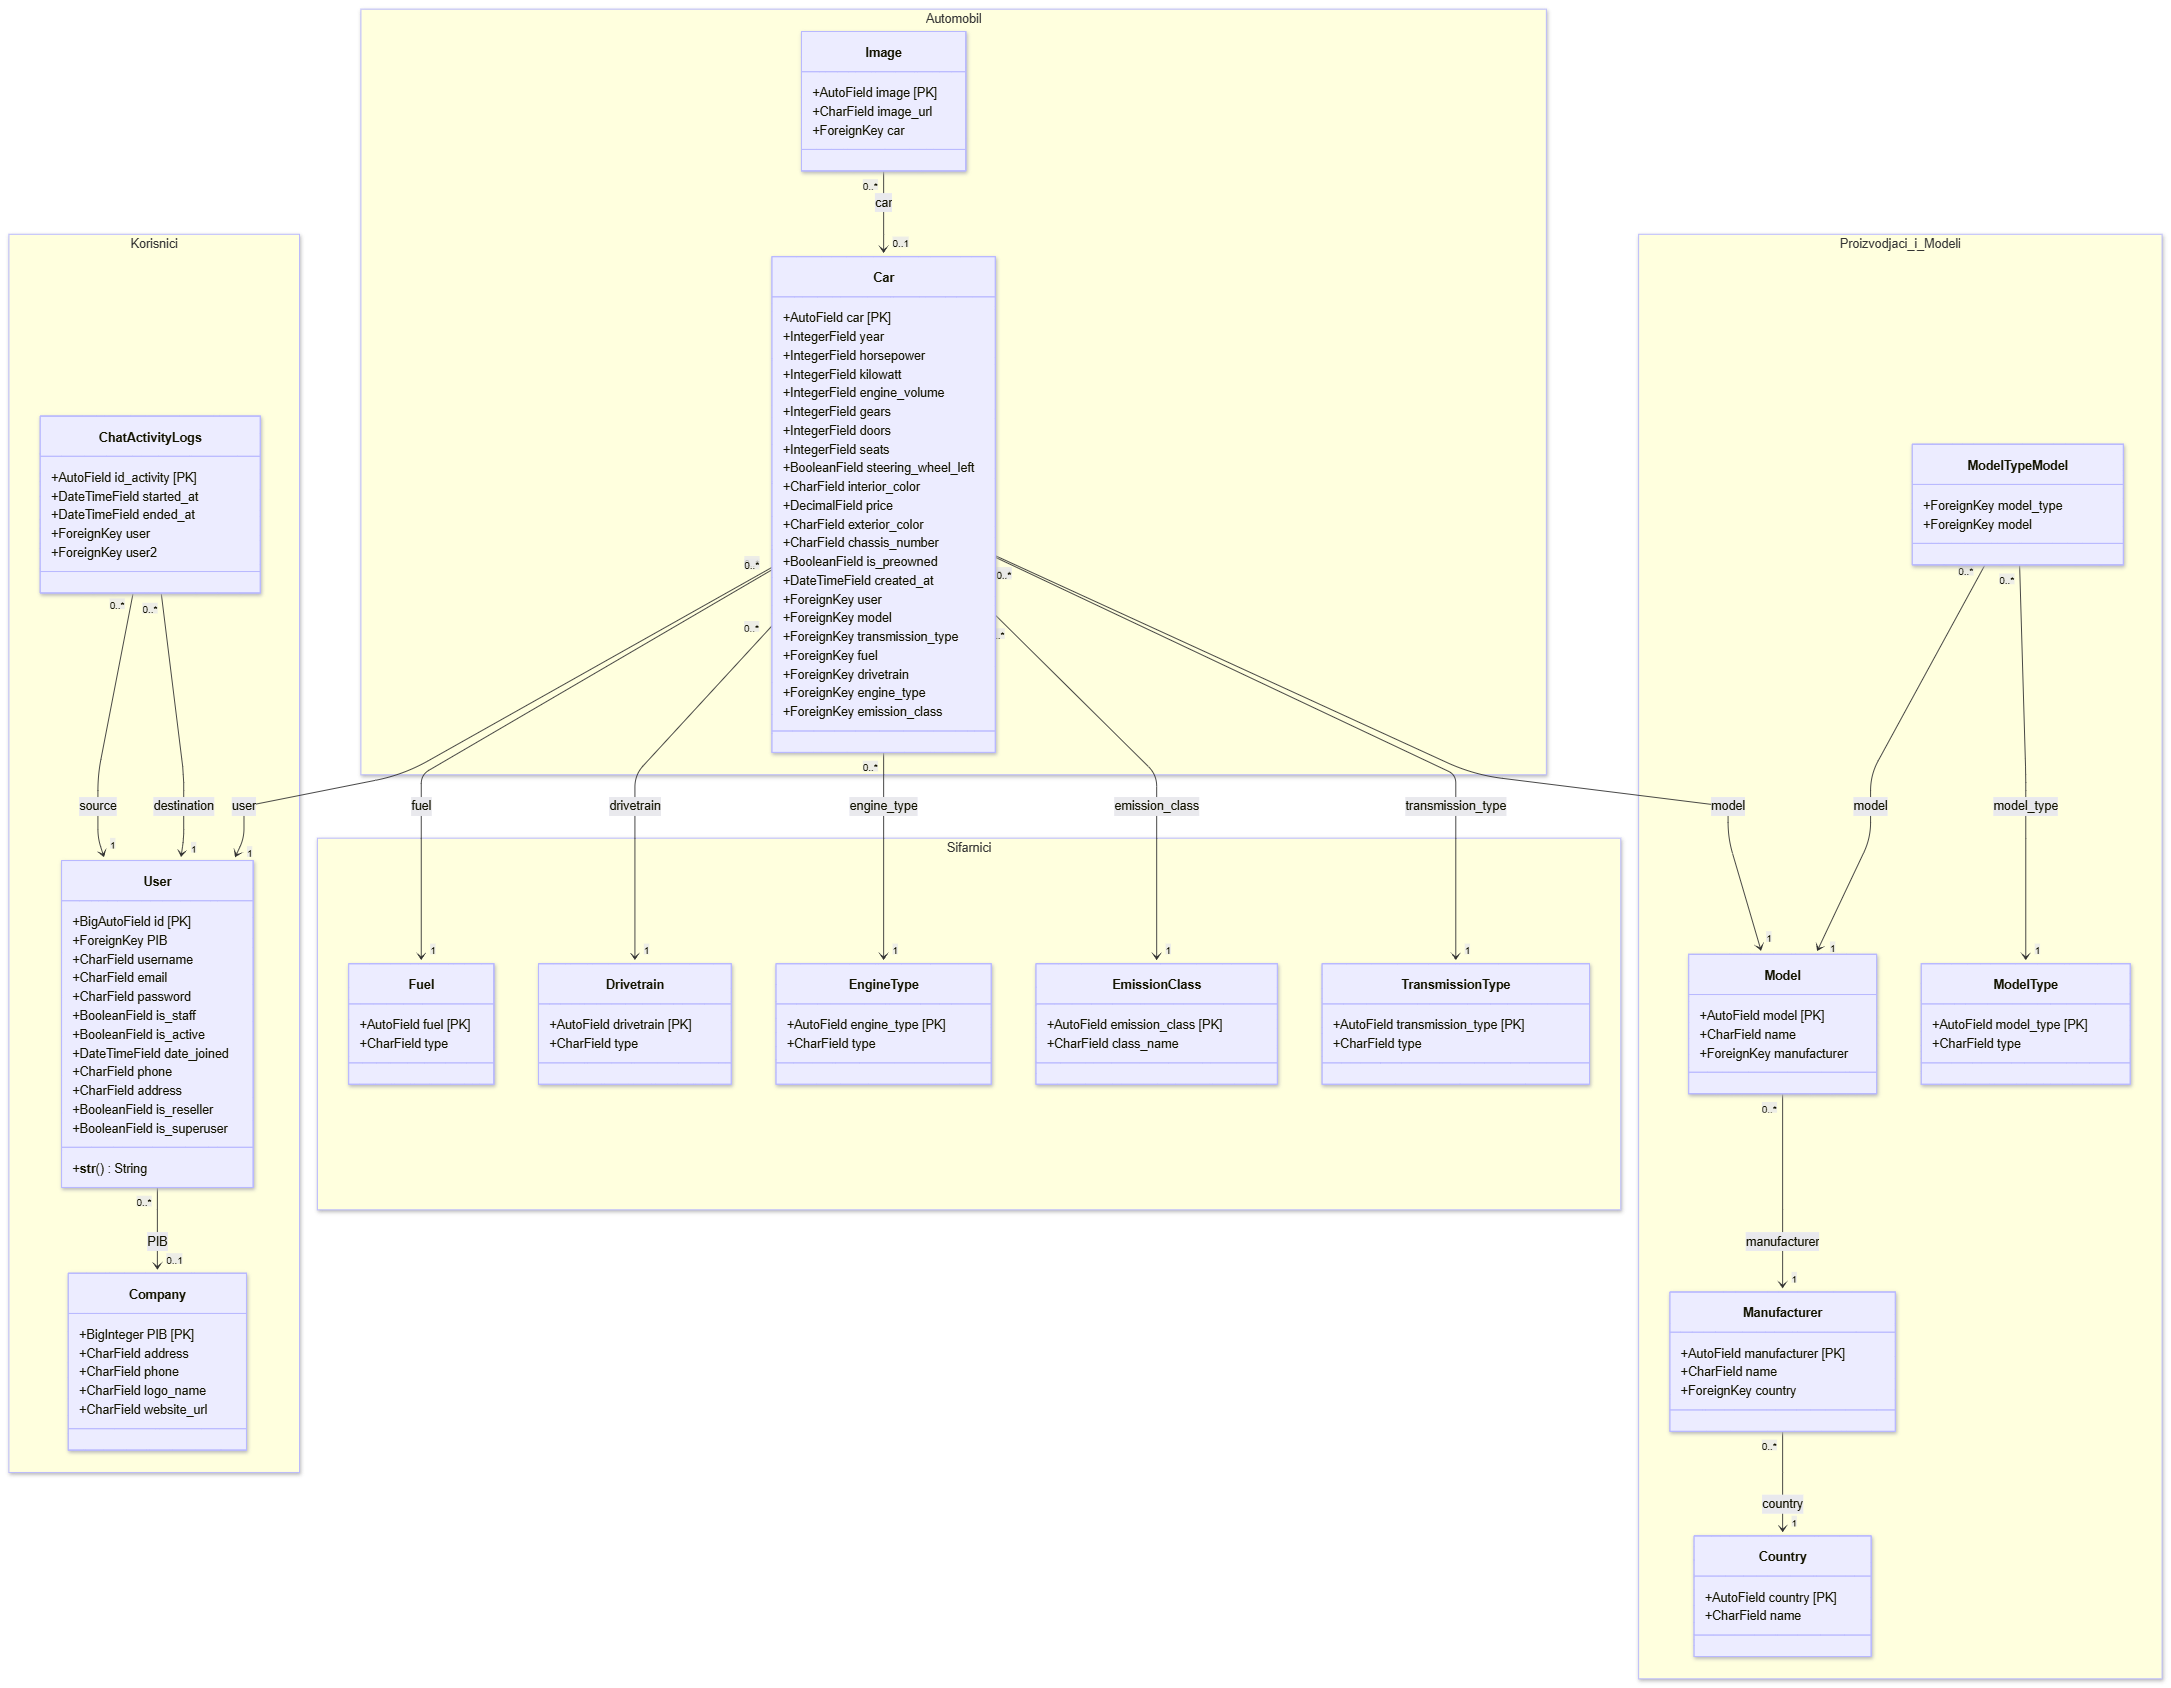 Automobil
Image
+AutoField image [PK]
+CharField image_url
+ForeignKey car
0..*
car
0..1
Car
+AutoField car [PK]
+IntegerField year
+IntegerField horsepower
+IntegerField kilowatt
+IntegerField engine_volume
+IntegerField gears
+IntegerField doors
+IntegerField seats
+BooleanField steering_wheel_left
+CharField interior_color
+DecimalField price
+CharField exterior_color
+CharField chassis_number
+BooleanField is_preowned
+DateTimeField created_at
+ForeignKey user
+ForeignKey model
+ForeignKey transmission_type
+ForeignKey fuel
+ForeignKey drivetrain
+ForeignKey engine_type
+ForeignKey emission_class
0..*
0..*
0..*
0..*
..*
Korisnici
ChatActivityLogs
+AutoField id_activity [PK]
+DateTimeField started_at
+DateTimeField ended_at
+ForeignKey user
+ForeignKey user2
0..*
0..*
source
destination
user
1
1
1
User
+BigAutoField id [PK]
+ForeignKey PIB
+CharField username
+CharField email
+CharField password
+BooleanField is_staff
+BooleanField is_active
+DateTimeField date_joined
+CharField phone
+CharField address
+BooleanField is_reseller
+BooleanField is_superuser
+str() : String
0..*
PIB
0..1
Company
+BigInteger PIB [PK]
+CharField address
+CharField phone
+CharField logo_name
+CharField website_url
fuel
drivetrain
engine_type
emission_class
transmission_type
Sifarnici
1
1
1
1
1
Fuel
+AutoField fuel [PK]
+CharField type
Drivetrain
+AutoField drivetrain [PK]
+CharField type
EngineType
+AutoField engine_type [PK]
+CharField type
EmissionClass
+AutoField emission_class [PK]
+CharField class_name
TransmissionType
+AutoField transmission_type [PK]
+CharField type
Proizvodjaci_i_Modeli
ModelTypeModel
+ForeignKey model_type
+ForeignKey model
0..*
0..*
model
model
model_type
1
1
1
Model
+AutoField model [PK]
+CharField name
+ForeignKey manufacturer
ModelType
+AutoField model_type [PK]
+CharField type
0..*
manufacturer
1
Manufacturer
+AutoField manufacturer [PK]
+CharField name
+ForeignKey country
0..*
country
1
Country
+AutoField country [PK]
+CharField name